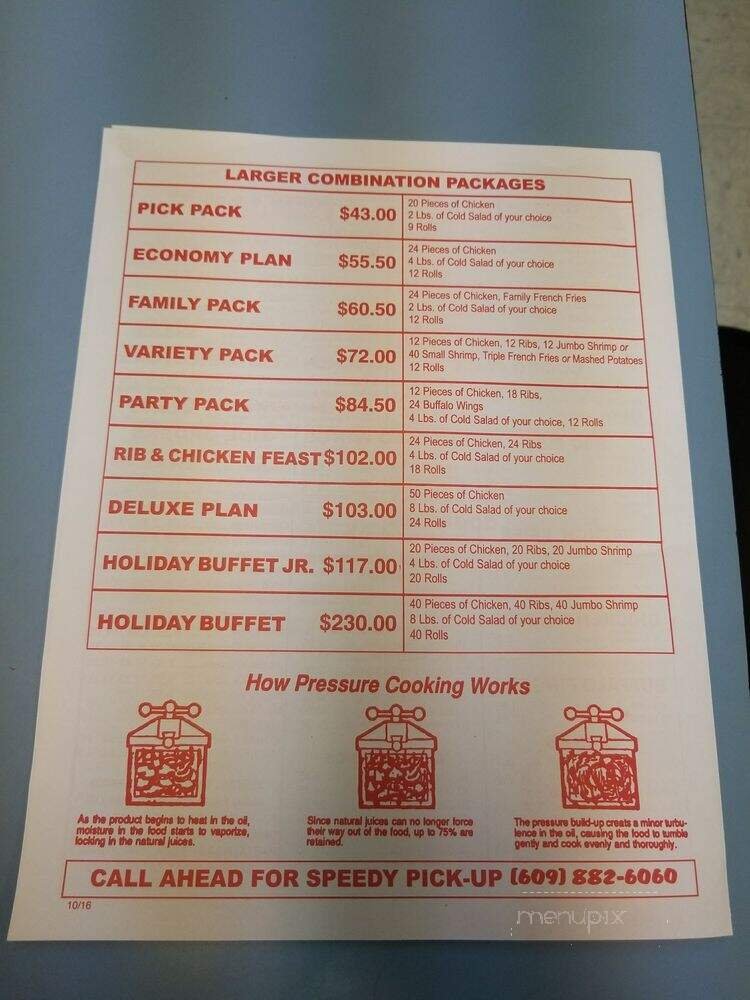 LARGER COMBINATION PACKAGES
PICK PACK $43.00
20 Pieces of Chicken
2 Lbs. of Cold Salad of your choice
9 Rolls
ECONOMY PLAN $55.50
24 Pieces of Chicken
4 Lbs. of Cold Salad of your choice
12 Rolls
FAMILY PACK $60.50
24 Pieces of Chicken, Family French Fries
2 Lbs. of Cold Salad of your choice
12 Rolls
VARIETY PACK $72.00
12 Pieces of Chicken, 12 Ribs, 12 Jumbo Shrimp or
40 Small Shrimp, Triple French Fries or Mashed Potatoes
12 Rolls
PARTY PACK $84.50
12 Pieces of Chicken, 18 Ribs,
24 Buffalo Wings
4 Lbs. of Cold Salad of your choice, 12 Rolls
RIB & CHICKEN FEAST $102.00
24 Pieces of Chicken, 24 Ribs
4 Lbs. of Cold Salad of your choice
18 Rolls
DELUXE PLAN $103.00
50 Pieces of Chicken
8 Lbs. of Cold Salad of your choice
24 Rolls
HOLIDAY BUFFET JR. $117.00
20 Pieces of Chicken, 20 Ribs, 20 Jumbo Shrimp
4 Lbs. of Cold Salad of your choice
20 Rolls
HOLIDAY BUFFET $230.00
40 Pieces of Chicken, 40 Ribs, 40 Jumbo Shrimp
8 Lbs. of Cold Salad of your choice
40 Rolls
How Pressure Cooking Works
As the product begins to heat in the oil,
moisture in the food starts to vaporize,
locking in the natural juices.
Since natural juices can no longer force
their way out of the food, up to 75% are
retained.
The pressure build-up creats a minor turbu-
lence in the oil, causing the food to tumble
gently and cook evenly and thoroughly.
CALL AHEAD FOR SPEEDY PICK-UP (609) 882-6060
10/16
menupix